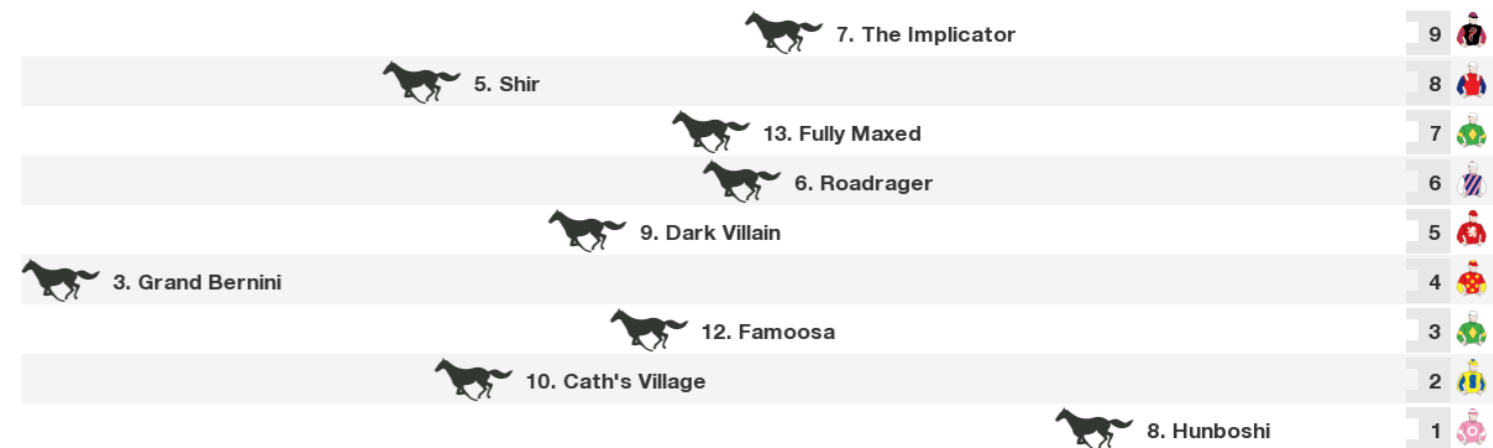 7. The Implicator 9
5. Shir 8
13. Fully Maxed 7
6. Roadrager 6
9. Dark Villain 5
3. Grand Bernini 4
12. Famoosa 3
10. Cath's Village 2
8. Hunboshi 1